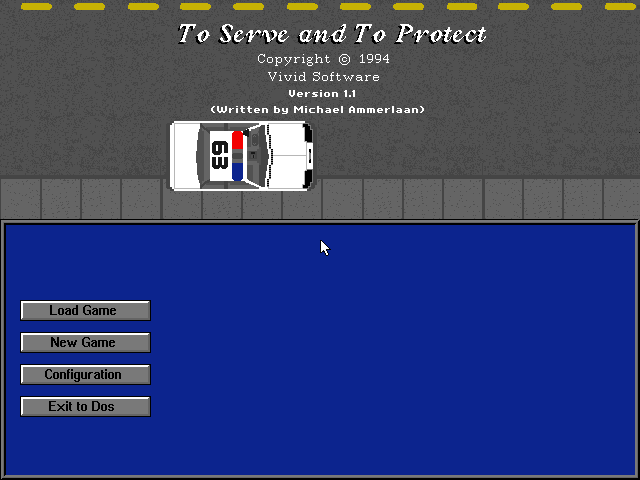 To Serve and To Protect
Copyright © 1994
Vivid Software
Version 1.1
(Written by Michael Ammerlaan)
63
Load Game
New Game
Configuration
Exit to Dos